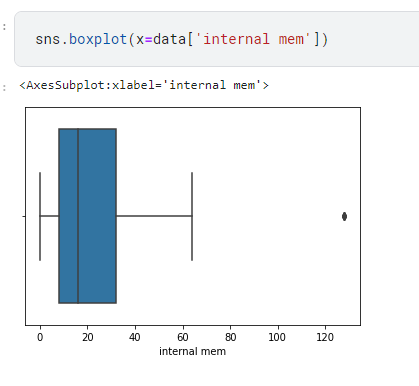 sns.boxplot(x=data['internal mem'])
<AxesSubplot:xlabel='internal mem'>
0 20 40 60 80 100 120
internal mem